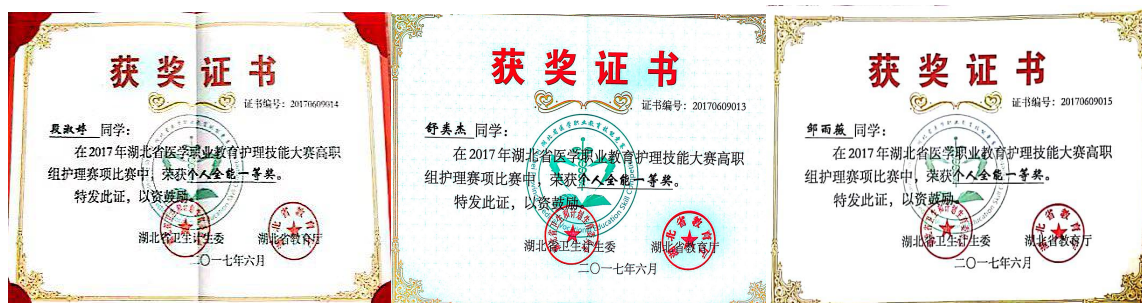 获奖证书
证书编号：20170609014
段淑婷 同学：
在2017年湖北省医学职业教育护理技能大赛高职
组护理赛项比赛中，荣获个人全能一等奖。
特发此证，以资鼓励。
湖北省卫生计生委 湖北省教育厅
二〇一七年六月
获奖证书
证书编号：20170609013
舒奕杰 同学：
在2017年湖北省医学职业教育护理技能大赛高职
组护理赛项比赛中，荣获个人全能一等奖。
特发此证，以资鼓励。
湖北省卫生计生委 湖北省教育厅
二〇一七年六月
获奖证书
证书编号：20170609015
邹雨薇 同学：
在2017年湖北省医学职业教育护理技能大赛高职
组护理赛项比赛中，荣获个人全能一等奖。
特发此证，以资鼓励。
湖北省卫生计生委 湖北省教育厅
二〇一七年六月